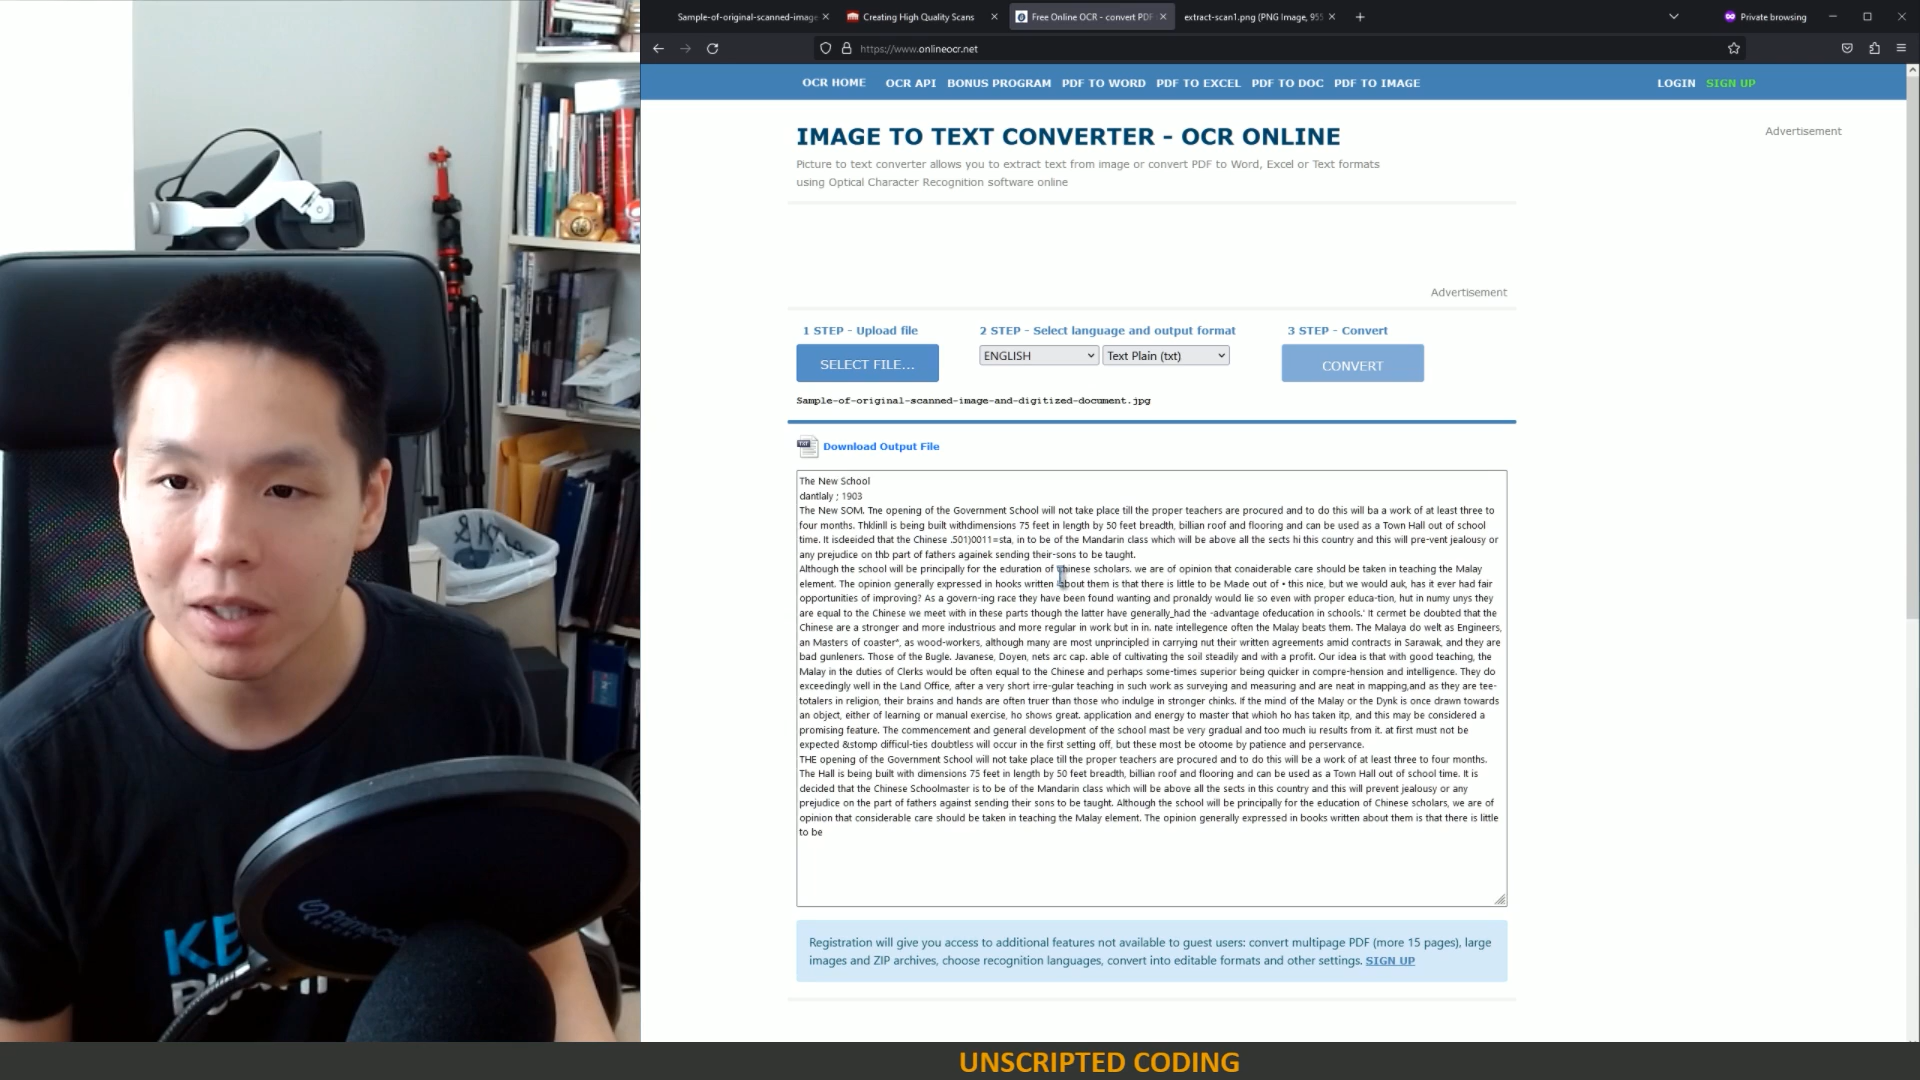 Sample-of-original-scanned-image
Creating High Quality Scans
Free Online OCR - convert PDF
extract-scan1.png (PNG Image, 955
Private browsing
https://www.onlineocr.net
OCR HOME OCR API BONUS PROGRAM PDF TO WORD PDF TO EXCEL PDF TO DOC PDF TO IMAGE LOGIN SIGN UP
IMAGE TO TEXT CONVERTER - OCR ONLINE
Advertisement
Picture to text converter allows you to extract text from image or convert PDF to Word, Excel or Text formats
using Optical Character Recognition software online
Advertisement
1 STEP - Upload file
2 STEP - Select language and output format
3 STEP - Convert
SELECT FILE...
ENGLISH
Text Plain (txt)
CONVERT
Sample-of-original-scanned-image-and-digitized-document.jpg
Download Output File
The New School
dantlaly ; 1903
The New SOM. Tne opening of the Government School will not take place till the proper teachers are procured and to do this will ba a work of at least three to
four months. Thklinll is being built withdimensions 75 feet in length by 50 feet breadth, billian roof and flooring and can be used as a Town Hall out of school
time. It isdeeided that the Chinese .501)0011=sta, in to be of the Mandarin class which will be above all the sects hi this country and this will pre-vent jealousy or
any prejudice on thb part of fathers againek sending their-sons to be taught.
Although the school will be principally for the eduration of Chinese scholars. we are of opinion that conaiderable care should be taken in teaching the Malay
element. The opinion generally expressed in hooks written about them is that there is little to be Made out of • this nice, but we would auk, has it ever had fair
opportunities of improving? As a govern-ing race they have been found wanting and pronaldy would lie so even with proper educa-tion, hut in numy unys they
are equal to the Chinese we meet with in these parts though the latter have generally_had the -advantage ofeducation in schools.' It cermet be doubted that the
Chinese are a stronger and more industrious and more regular in work but in in. nate intellegence often the Malay beats them. The Malaya do welt as Engineers,
an Masters of coaster*, as wood-workers, although many are most unprincipled in carrying nut their written agreements amid contracts in Sarawak, and they are
bad gunleners. Those of the Bugle. Javanese, Doyen, nets arc cap. able of cultivating the soil steadily and with a profit. Our idea is that with good teaching, the
Malay in the duties of Clerks would be often equal to the Chinese and perhaps some-times superior being quicker in compre-hension and intelligence. They do
exceedingly well in the Land Office, after a very short irre-gular teaching in such work as surveying and measuring and are neat in mapping,and as they are tee-
totalers in religion, their brains and hands are often truer than those who indulge in stronger chinks. If the mind of the Malay or the Dynk is once drawn towards
an object, either of learning or manual exercise, ho shows great. application and energy to master that whioh ho has taken itp, and this may be considered a
promising feature. The commencement and general development of the school mast be very gradual and too much iu results from it. at first must not be
expected &stomp difficul-ties doubtless will occur in the first setting off, but these most be otoome by patience and perservance.
THE opening of the Government School will not take place till the proper teachers are procured and to do this will be a work of at least three to four months.
The Hall is being built with dimensions 75 feet in length by 50 feet breadth, billian roof and flooring and can be used as a Town Hall out of school time. It is
decided that the Chinese Schoolmaster is to be of the Mandarin class which will be above all the sects in this country and this will prevent jealousy or any
prejudice on the part of fathers against sending their sons to be taught. Although the school will be principally for the education of Chinese scholars, we are of
opinion that considerable care should be taken in teaching the Malay element. The opinion generally expressed in books written about them is that there is little
to be
Registration will give you access to additional features not available to guest users: convert multipage PDF (more 15 pages), large
images and ZIP archives, choose recognition languages, convert into editable formats and other settings. SIGN UP
UNSCRIPTED CODING